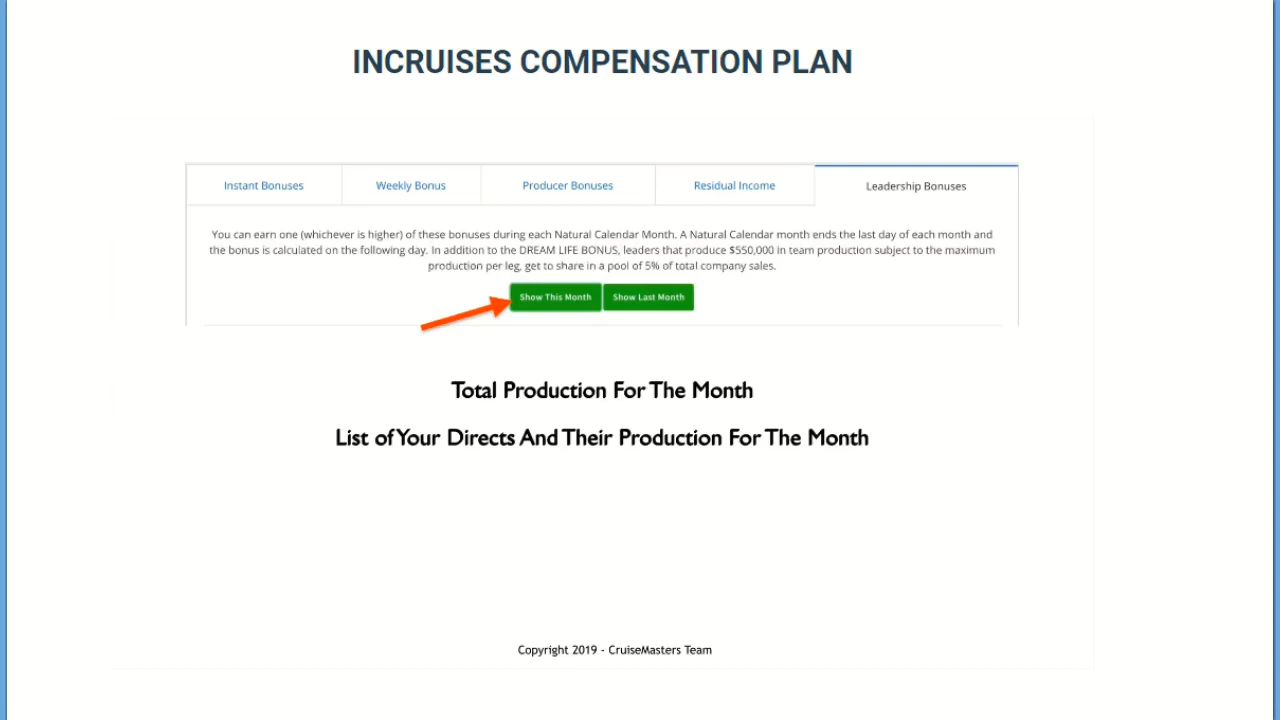 INCRUISES COMPENSATION PLAN
Instant Bonuses
Weekly Bonus
Producer Bonuses
Residual Income
Leadership Bonuses
You can earn one (whichever is higher) of these bonuses during each Natural Calendar Month. A Natural Calendar month ends the last day of each month and
the bonus is calculated on the following day. In addition to the DREAM LIFE BONUS, leaders that produce $550,000 in team production subject to the maximum
production per leg, get to share in a pool of 5% of total company sales.
Show This Month
Show Last Month
Total Production For The Month
List of Your Directs And Their Production For The Month
Copyright 2019 - CruiseMasters Team